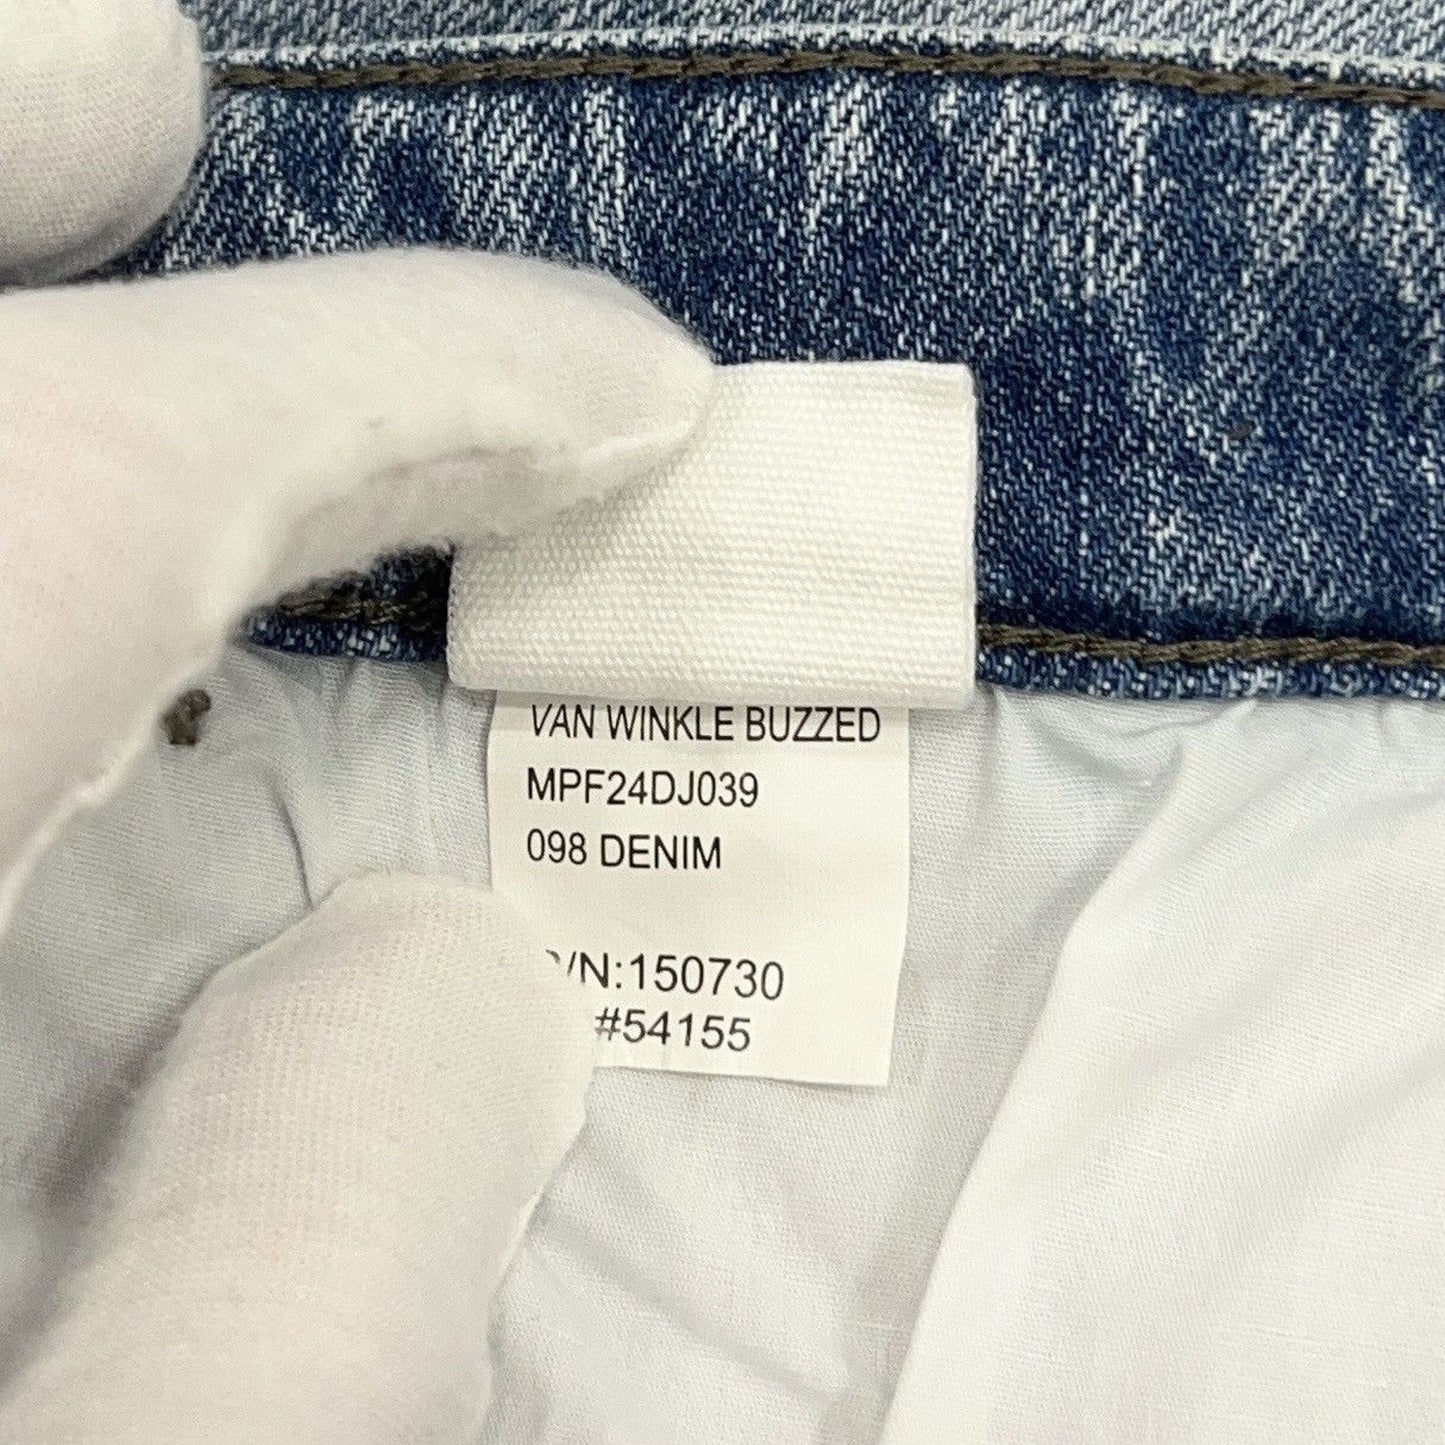 VAN WINKLE BUZZED
MPF24DJ039
098 DENIM
/N:150730
#54155